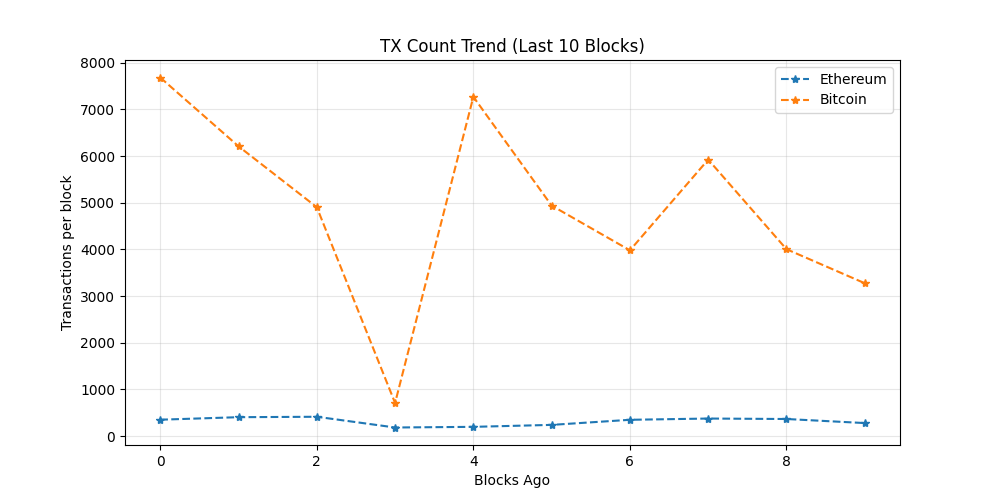 TX Count Trend (Last 10 Blocks)
Ethereum
Bitcoin
Transactions per block
8000
7000
6000
5000
4000
3000
2000
1000
0
0 2 4 6 8
Blocks Ago